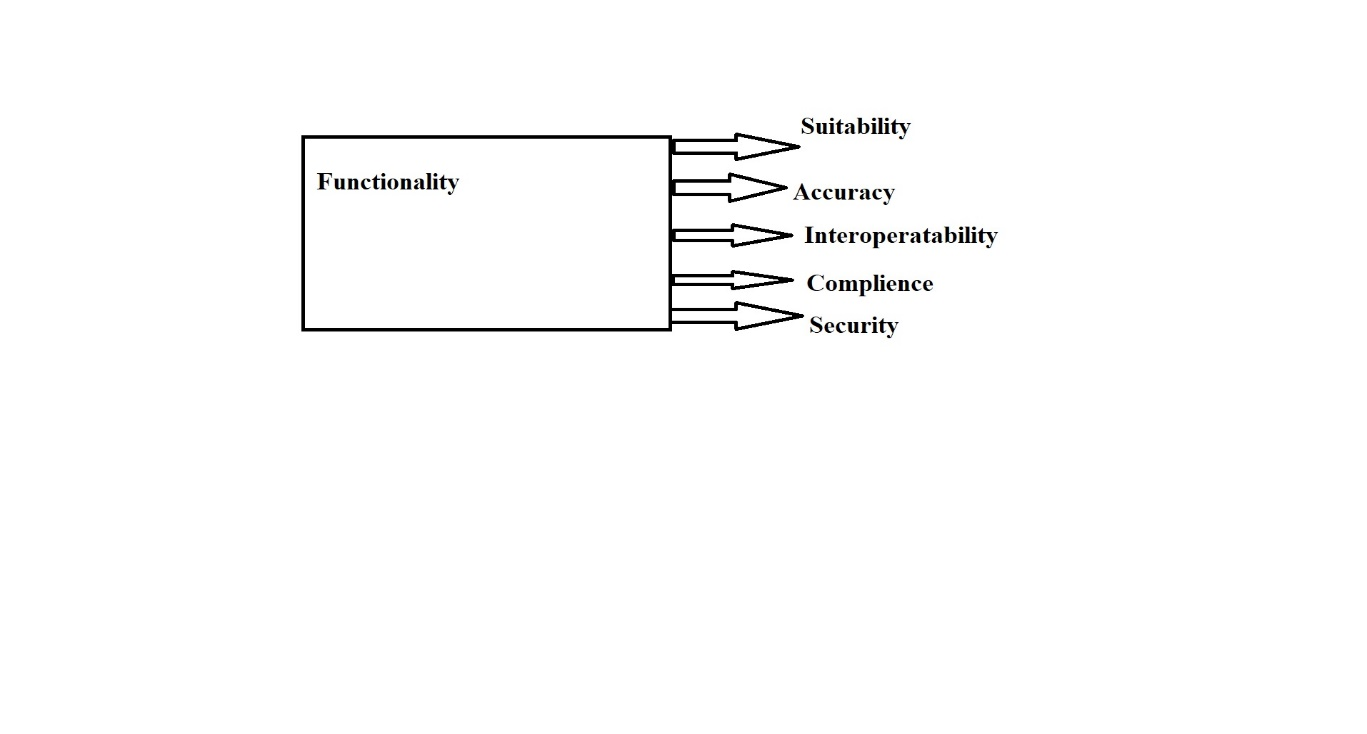 Suitability
Functionality
Accuracy
Interoperatability
Complience
Security